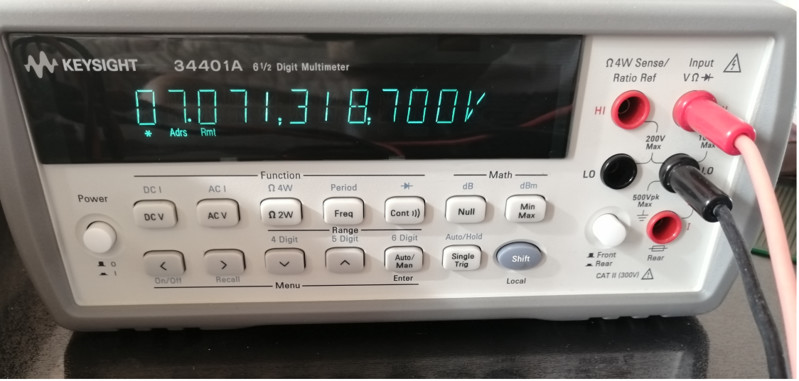 KEYSIGHT 34401A 6½ Digit Multimeter
07.071,318,700V
* Adrs Rmt
Ω 4W Sense/ Ratio Ref
Input VΩ
HI
200V Max
LO
LO
500Vpk Max
I
Front Rear
Rear
CAT II (300V)
Power
O
I
Function
Math
DC I AC I Ω 4W Period dB dBm
DC V AC V Ω 2W Freq Cont ))) Null Min Max
Range
4 Digit 5 Digit 6 Digit Auto/Hold
< > Auto/ Man Single Trig Shift
On/Off Recall Enter Local
Menu